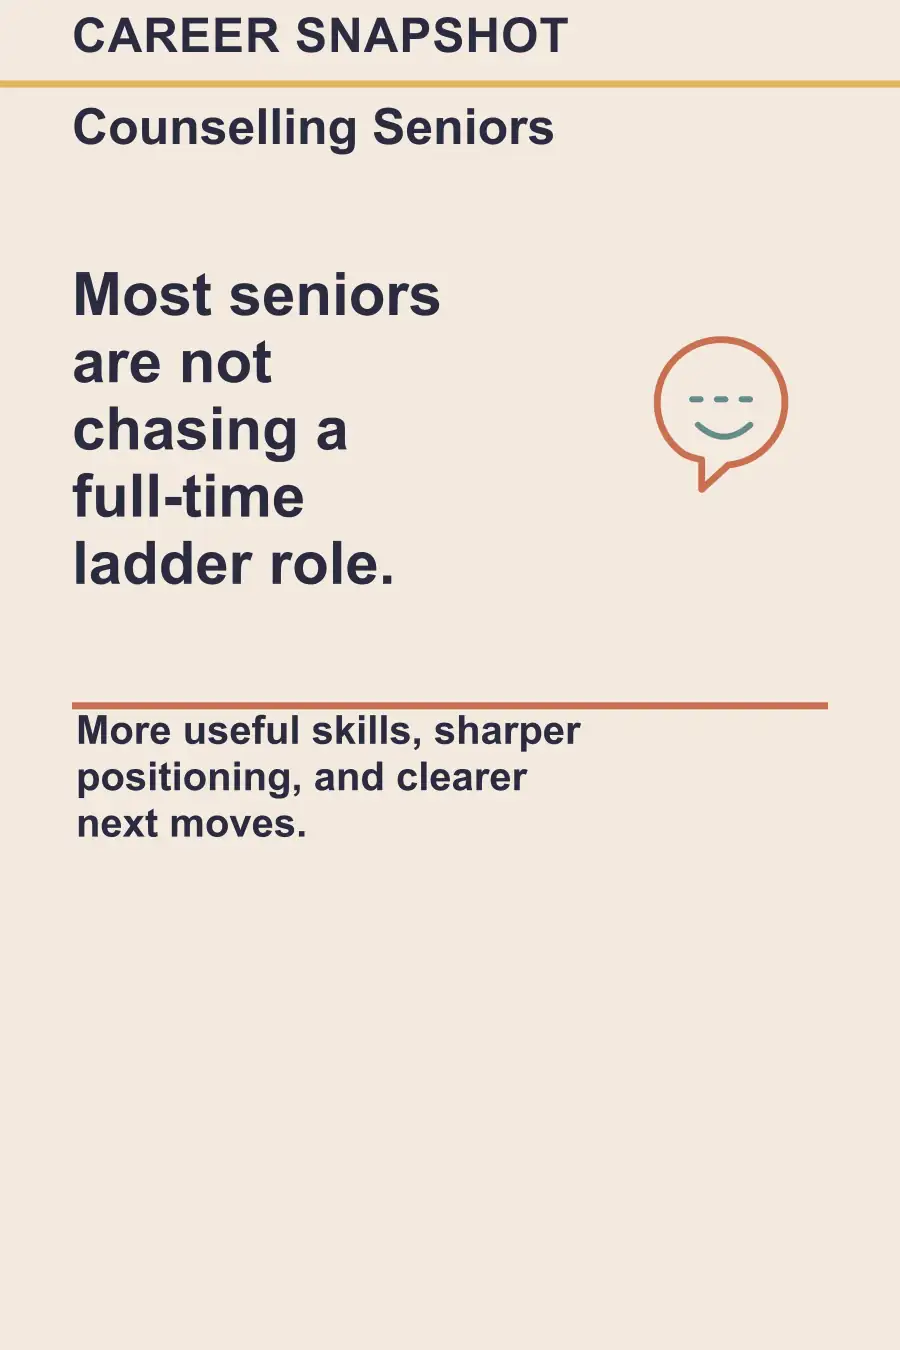 CAREER SNAPSHOT
Counselling Seniors
Most seniors
are not
chasing a
full-time
ladder role.
More useful skills, sharper
positioning, and clearer
next moves.